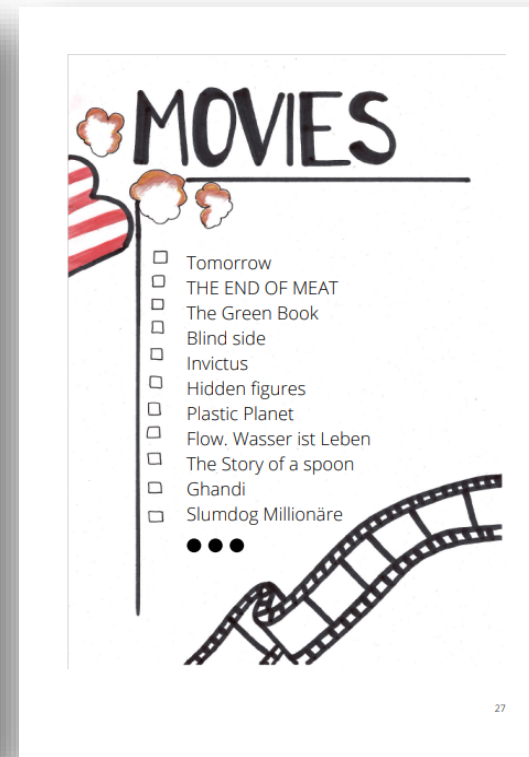 MOVIES
Tomorrow
THE END OF MEAT
The Green Book
Blind side
Invictus
Hidden figures
Plastic Planet
Flow. Wasser ist Leben
The Story of a spoon
Ghandi
Slumdog Millionäre
●●●
27